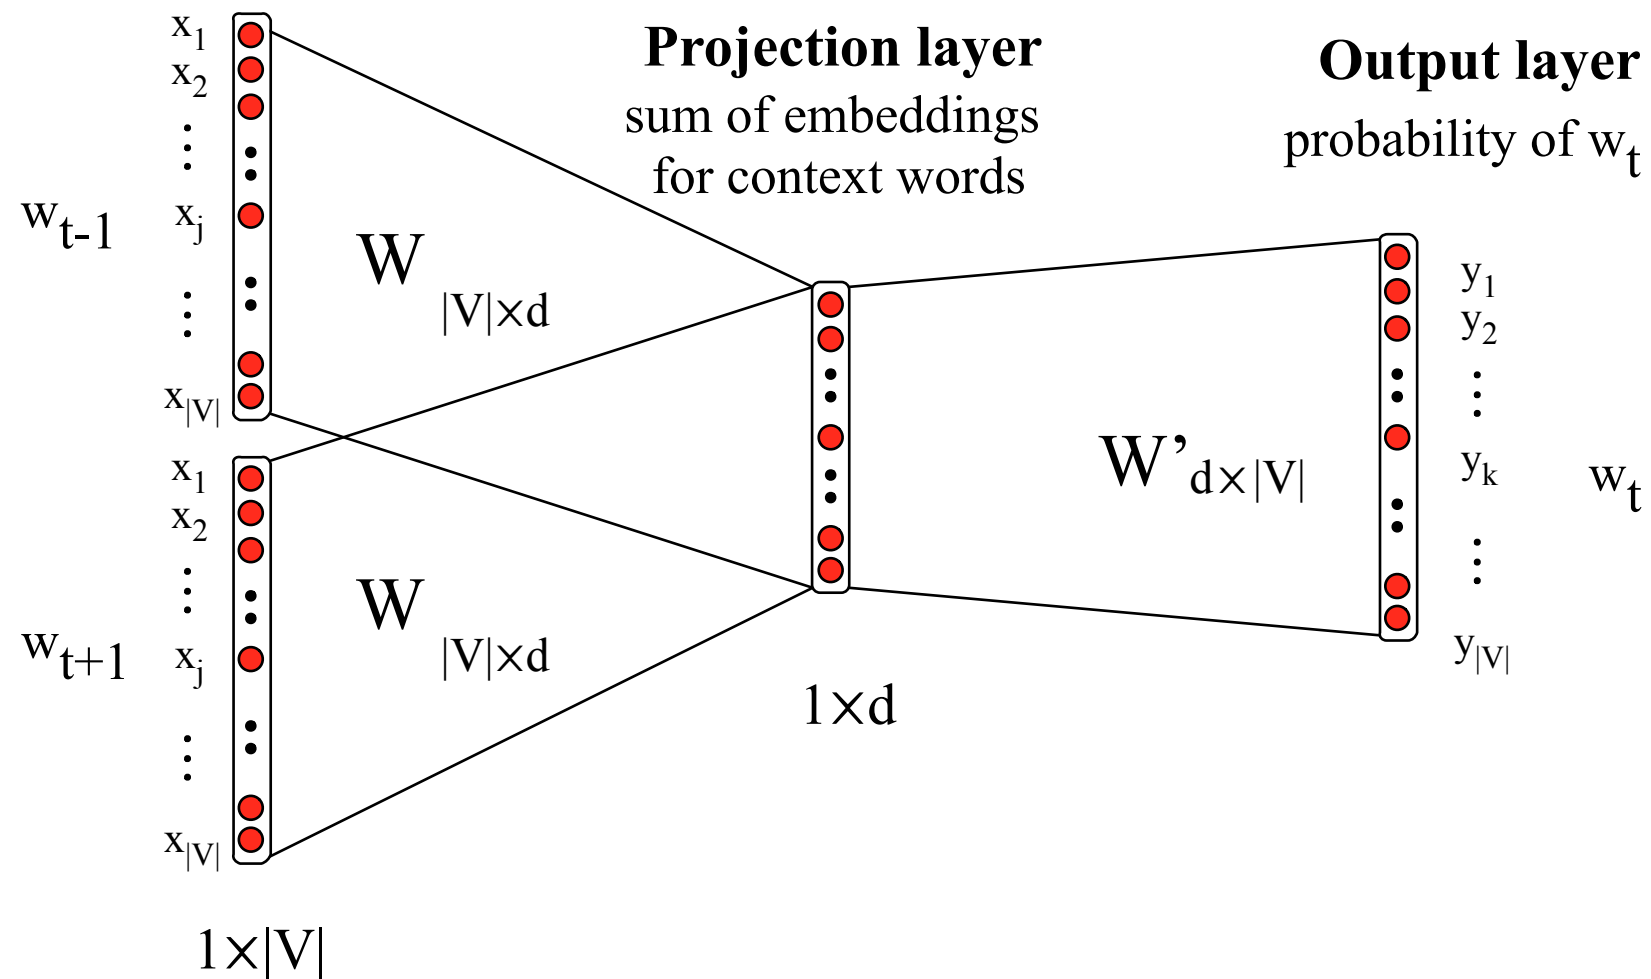 Projection layer
sum of embeddings
for context words
Output layer
probability of wₜ
x₁
x₂
⋮
xⱼ
⋮
x|V|
wt-1
W |V|×d
x₁
x₂
⋮
xⱼ
⋮
x|V|
wt+1
W |V|×d
1×|V|
1×d
W’d×|V|
y₁
y₂
⋮
yₖ
⋮
y|V|
wₜ